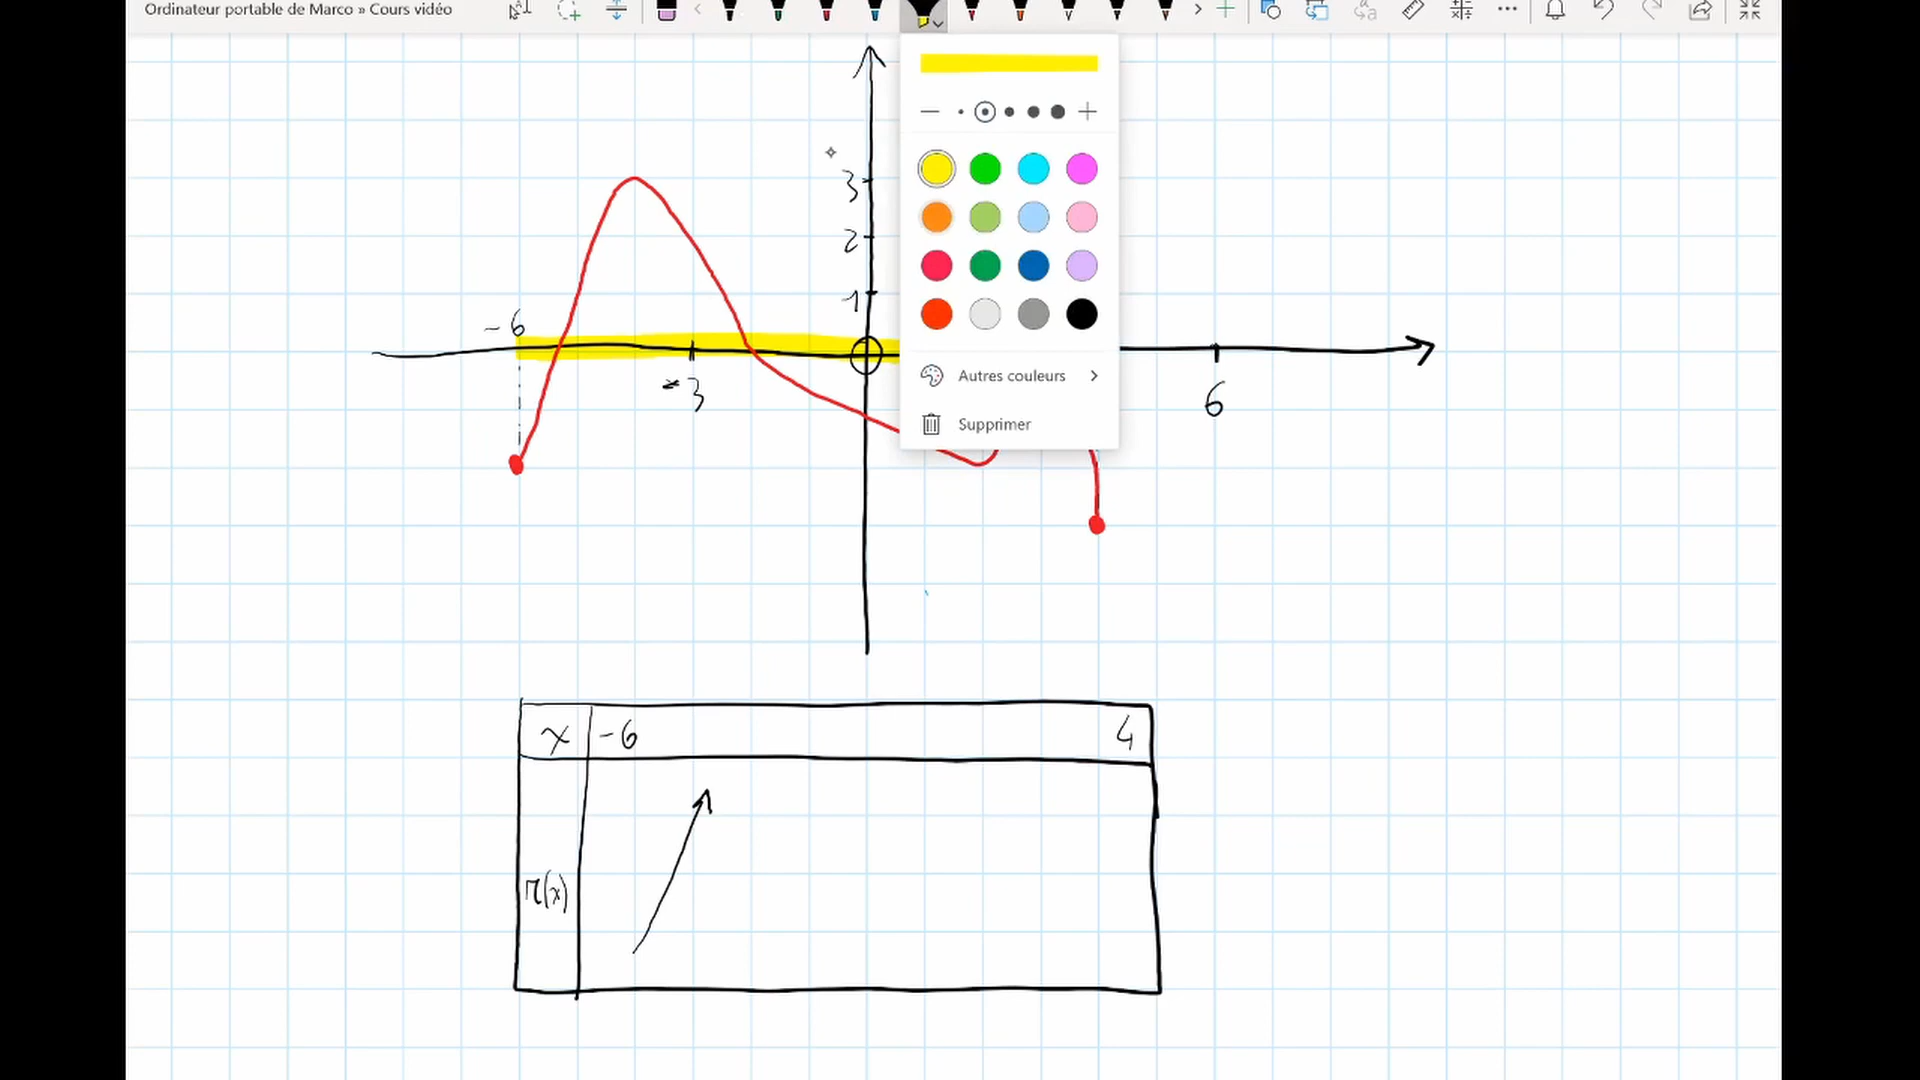 Ordinateur portable de Marco » Cours vidéo
3
2
1
-6
-3
6
Autres couleurs
Supprimer
x -6 4
r(x)